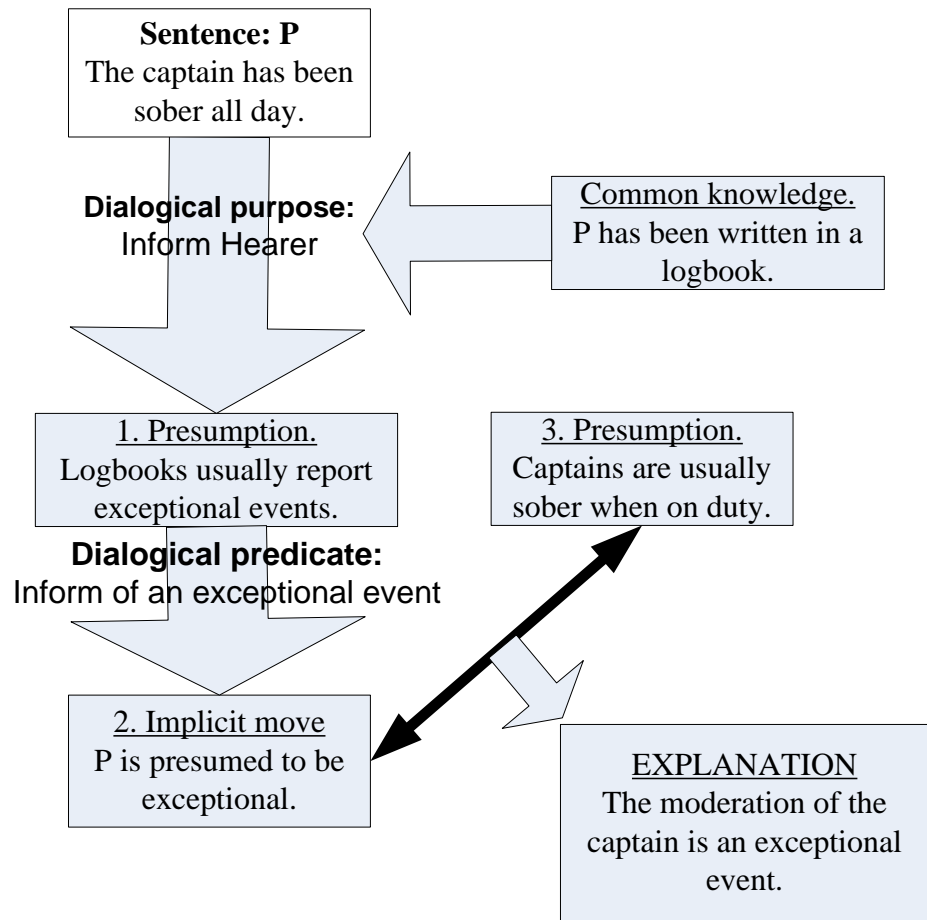 Sentence: P
The captain has been
sober all day.
Dialogical purpose:
Inform Hearer
Common knowledge.
P has been written in a
logbook.
1. Presumption.
Logbooks usually report
exceptional events.
3. Presumption.
Captains are usually
sober when on duty.
Dialogical predicate:
Inform of an exceptional event
2. Implicit move
P is presumed to be
exceptional.
EXPLANATION
The moderation of the
captain is an exceptional
event.